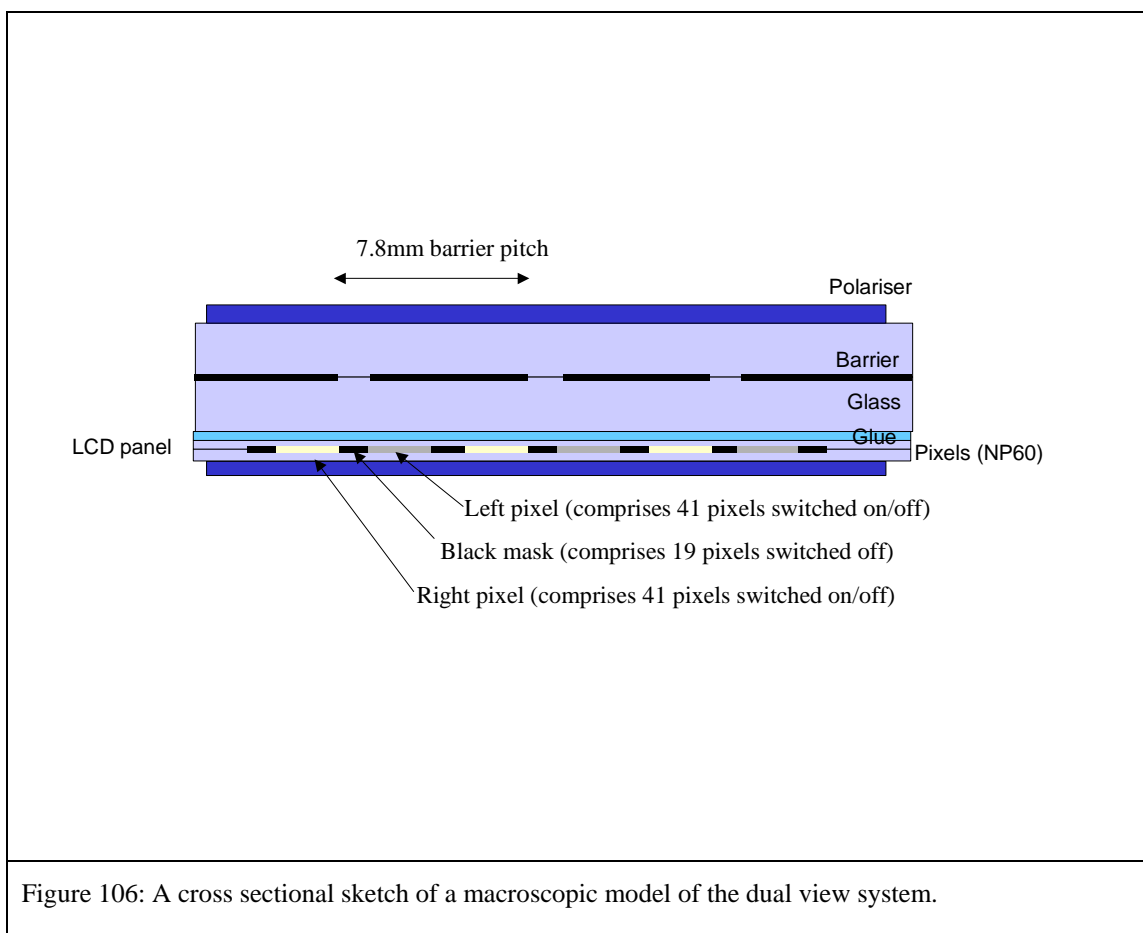 7.8mm barrier pitch
Polariser
Barrier
Glass
Glue
LCD panel
Pixels (NP60)
Left pixel (comprises 41 pixels switched on/off)
Black mask (comprises 19 pixels switched off)
Right pixel (comprises 41 pixels switched on/off)
Figure 106: A cross sectional sketch of a macroscopic model of the dual view system.